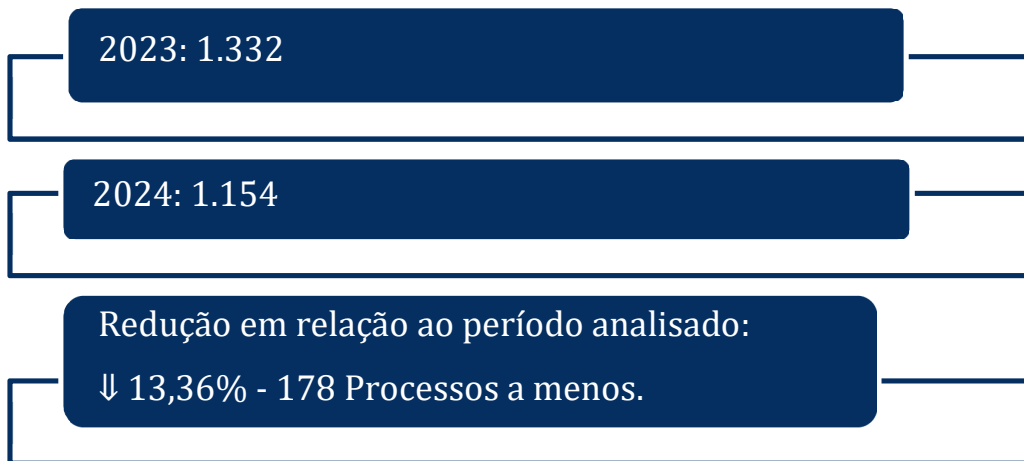 2023: 1.332
2024: 1.154
Redução em relação ao período analisado:
⇓ 13,36% - 178 Processos a menos.